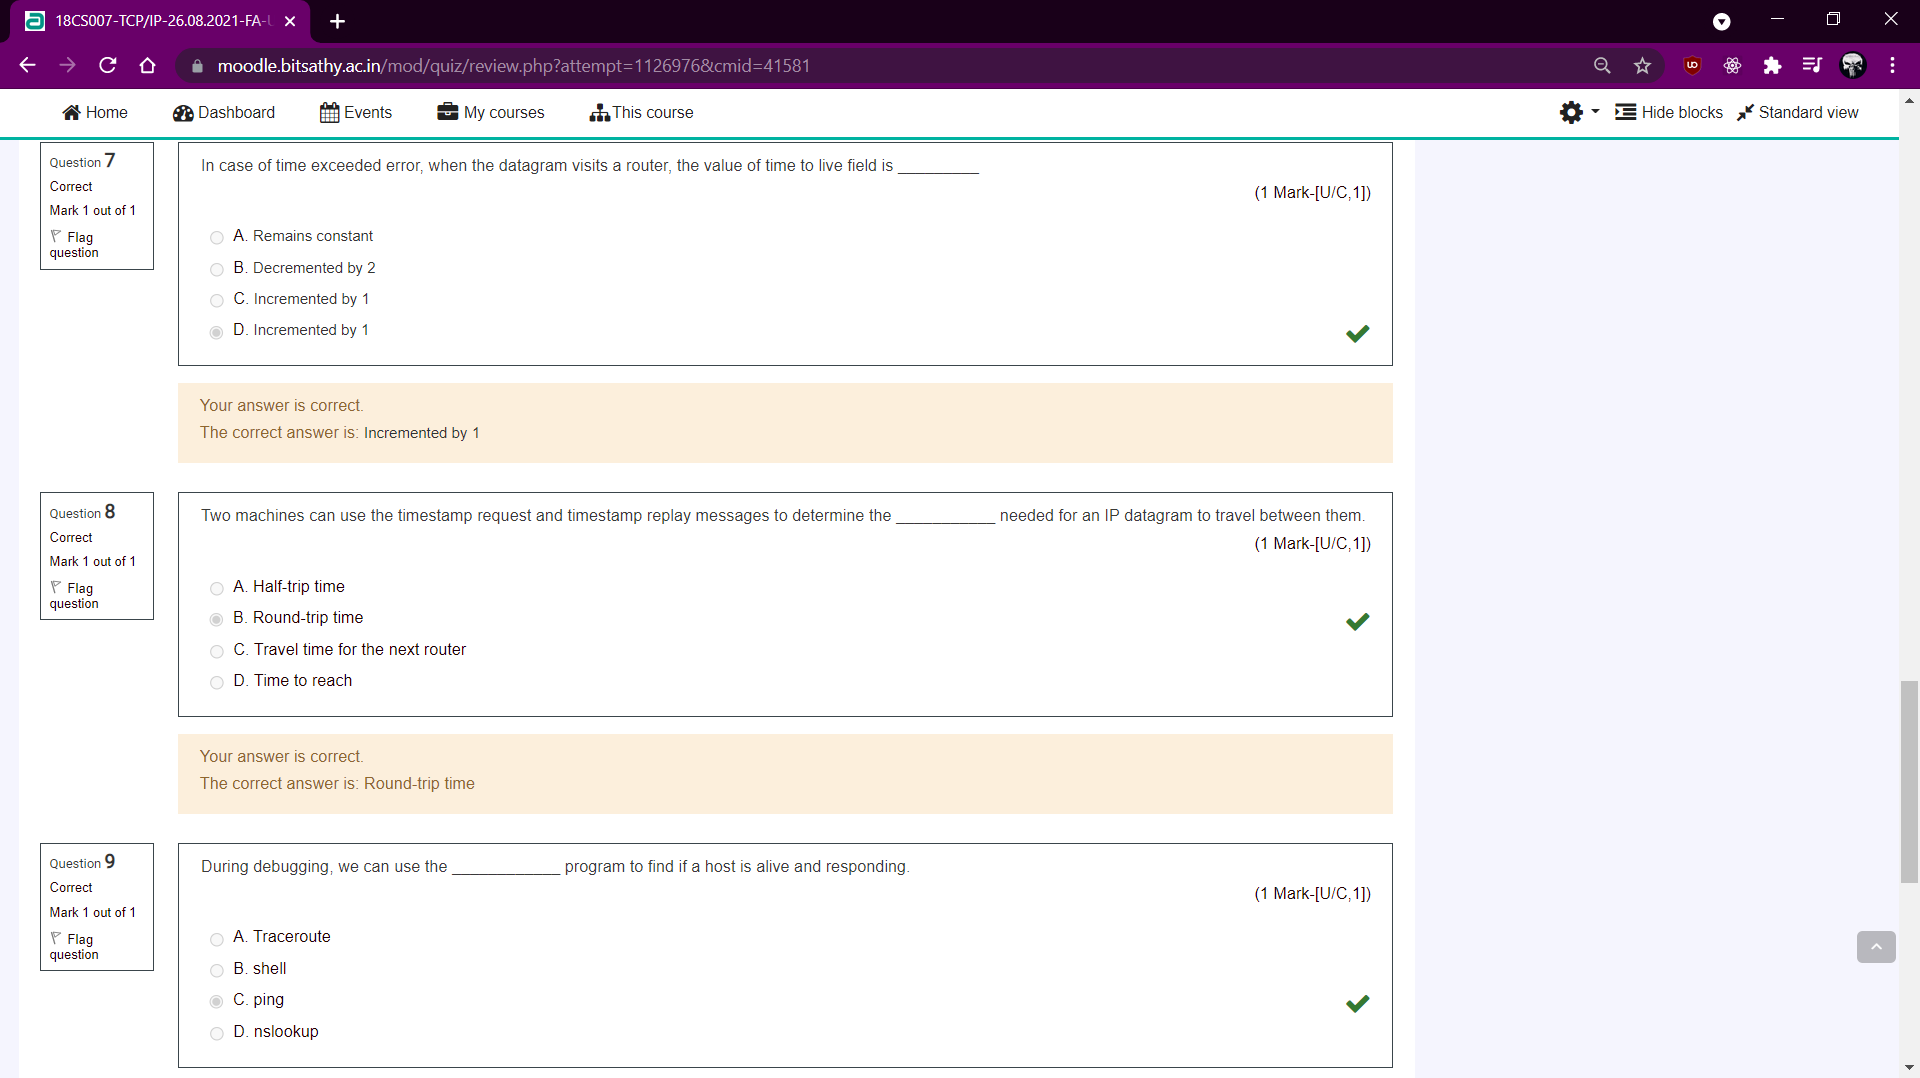 18CS007-TCP/IP-26.08.2021-FA-
moodle.bitsathy.ac.in/mod/quiz/review.php?attempt=1126976&cmid=41581
Home Dashboard Events My courses This course Hide blocks Standard view
Question 7
Correct
Mark 1 out of 1
Flag question
In case of time exceeded error, when the datagram visits a router, the value of time to live field is __________
(1 Mark-[U/C,1])
A. Remains constant
B. Decremented by 2
C. Incremented by 1
D. Incremented by 1
Your answer is correct.
The correct answer is: Incremented by 1
Question 8
Correct
Mark 1 out of 1
Flag question
Two machines can use the timestamp request and timestamp replay messages to determine the ___________ needed for an IP datagram to travel between them.
(1 Mark-[U/C,1])
A. Half-trip time
B. Round-trip time
C. Travel time for the next router
D. Time to reach
Your answer is correct.
The correct answer is: Round-trip time
Question 9
Correct
Mark 1 out of 1
Flag question
During debugging, we can use the ____________ program to find if a host is alive and responding.
(1 Mark-[U/C,1])
A. Traceroute
B. shell
C. ping
D. nslookup